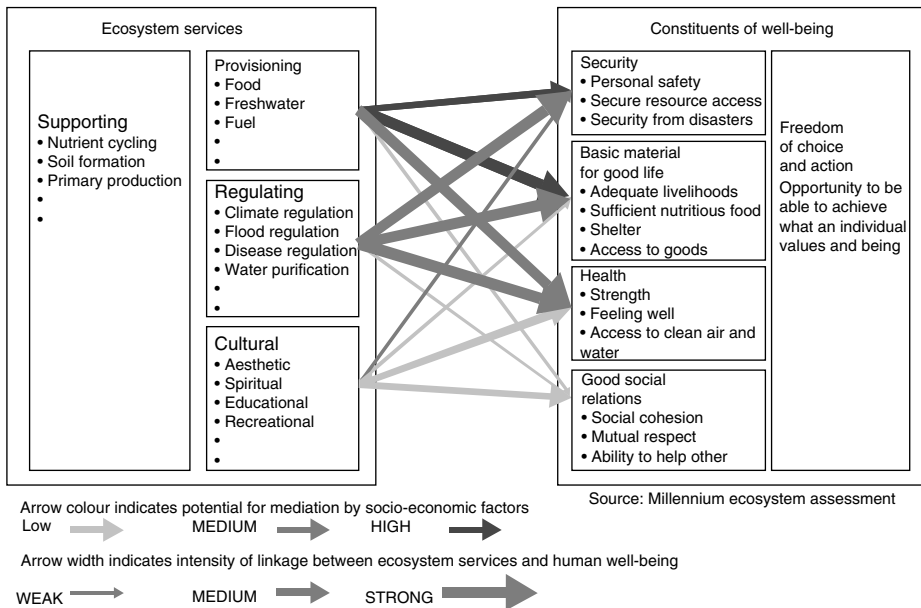 Ecosystem services
Supporting
• Nutrient cycling
• Soil formation
• Primary production
•
•
Provisioning
• Food
• Freshwater
• Fuel
•
•
Regulating
• Climate regulation
• Flood regulation
• Disease regulation
• Water purification
•
•
Cultural
• Aesthetic
• Spiritual
• Educational
• Recreational
•
•
Constituents of well-being
Security
• Personal safety
• Secure resource access
• Security from disasters
Basic material
for good life
• Adequate livelihoods
• Sufficient nutritious food
• Shelter
• Access to goods
Health
• Strength
• Feeling well
• Access to clean air and
water
Good social
relations
• Social cohesion
• Mutual respect
• Ability to help other
Freedom
of choice
and action
Opportunity to be
able to achieve
what an individual
values and being
Source: Millennium ecosystem assessment
Arrow colour indicates potential for mediation by socio-economic factors
Low MEDIUM HIGH
Arrow width indicates intensity of linkage between ecosystem services and human well-being
WEAK MEDIUM STRONG